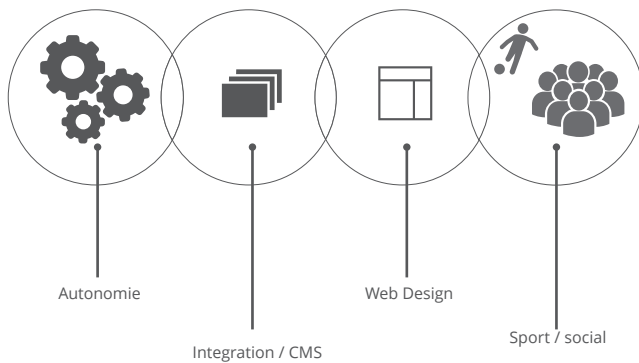 Autonomie
Integration / CMS
Web Design
Sport / social